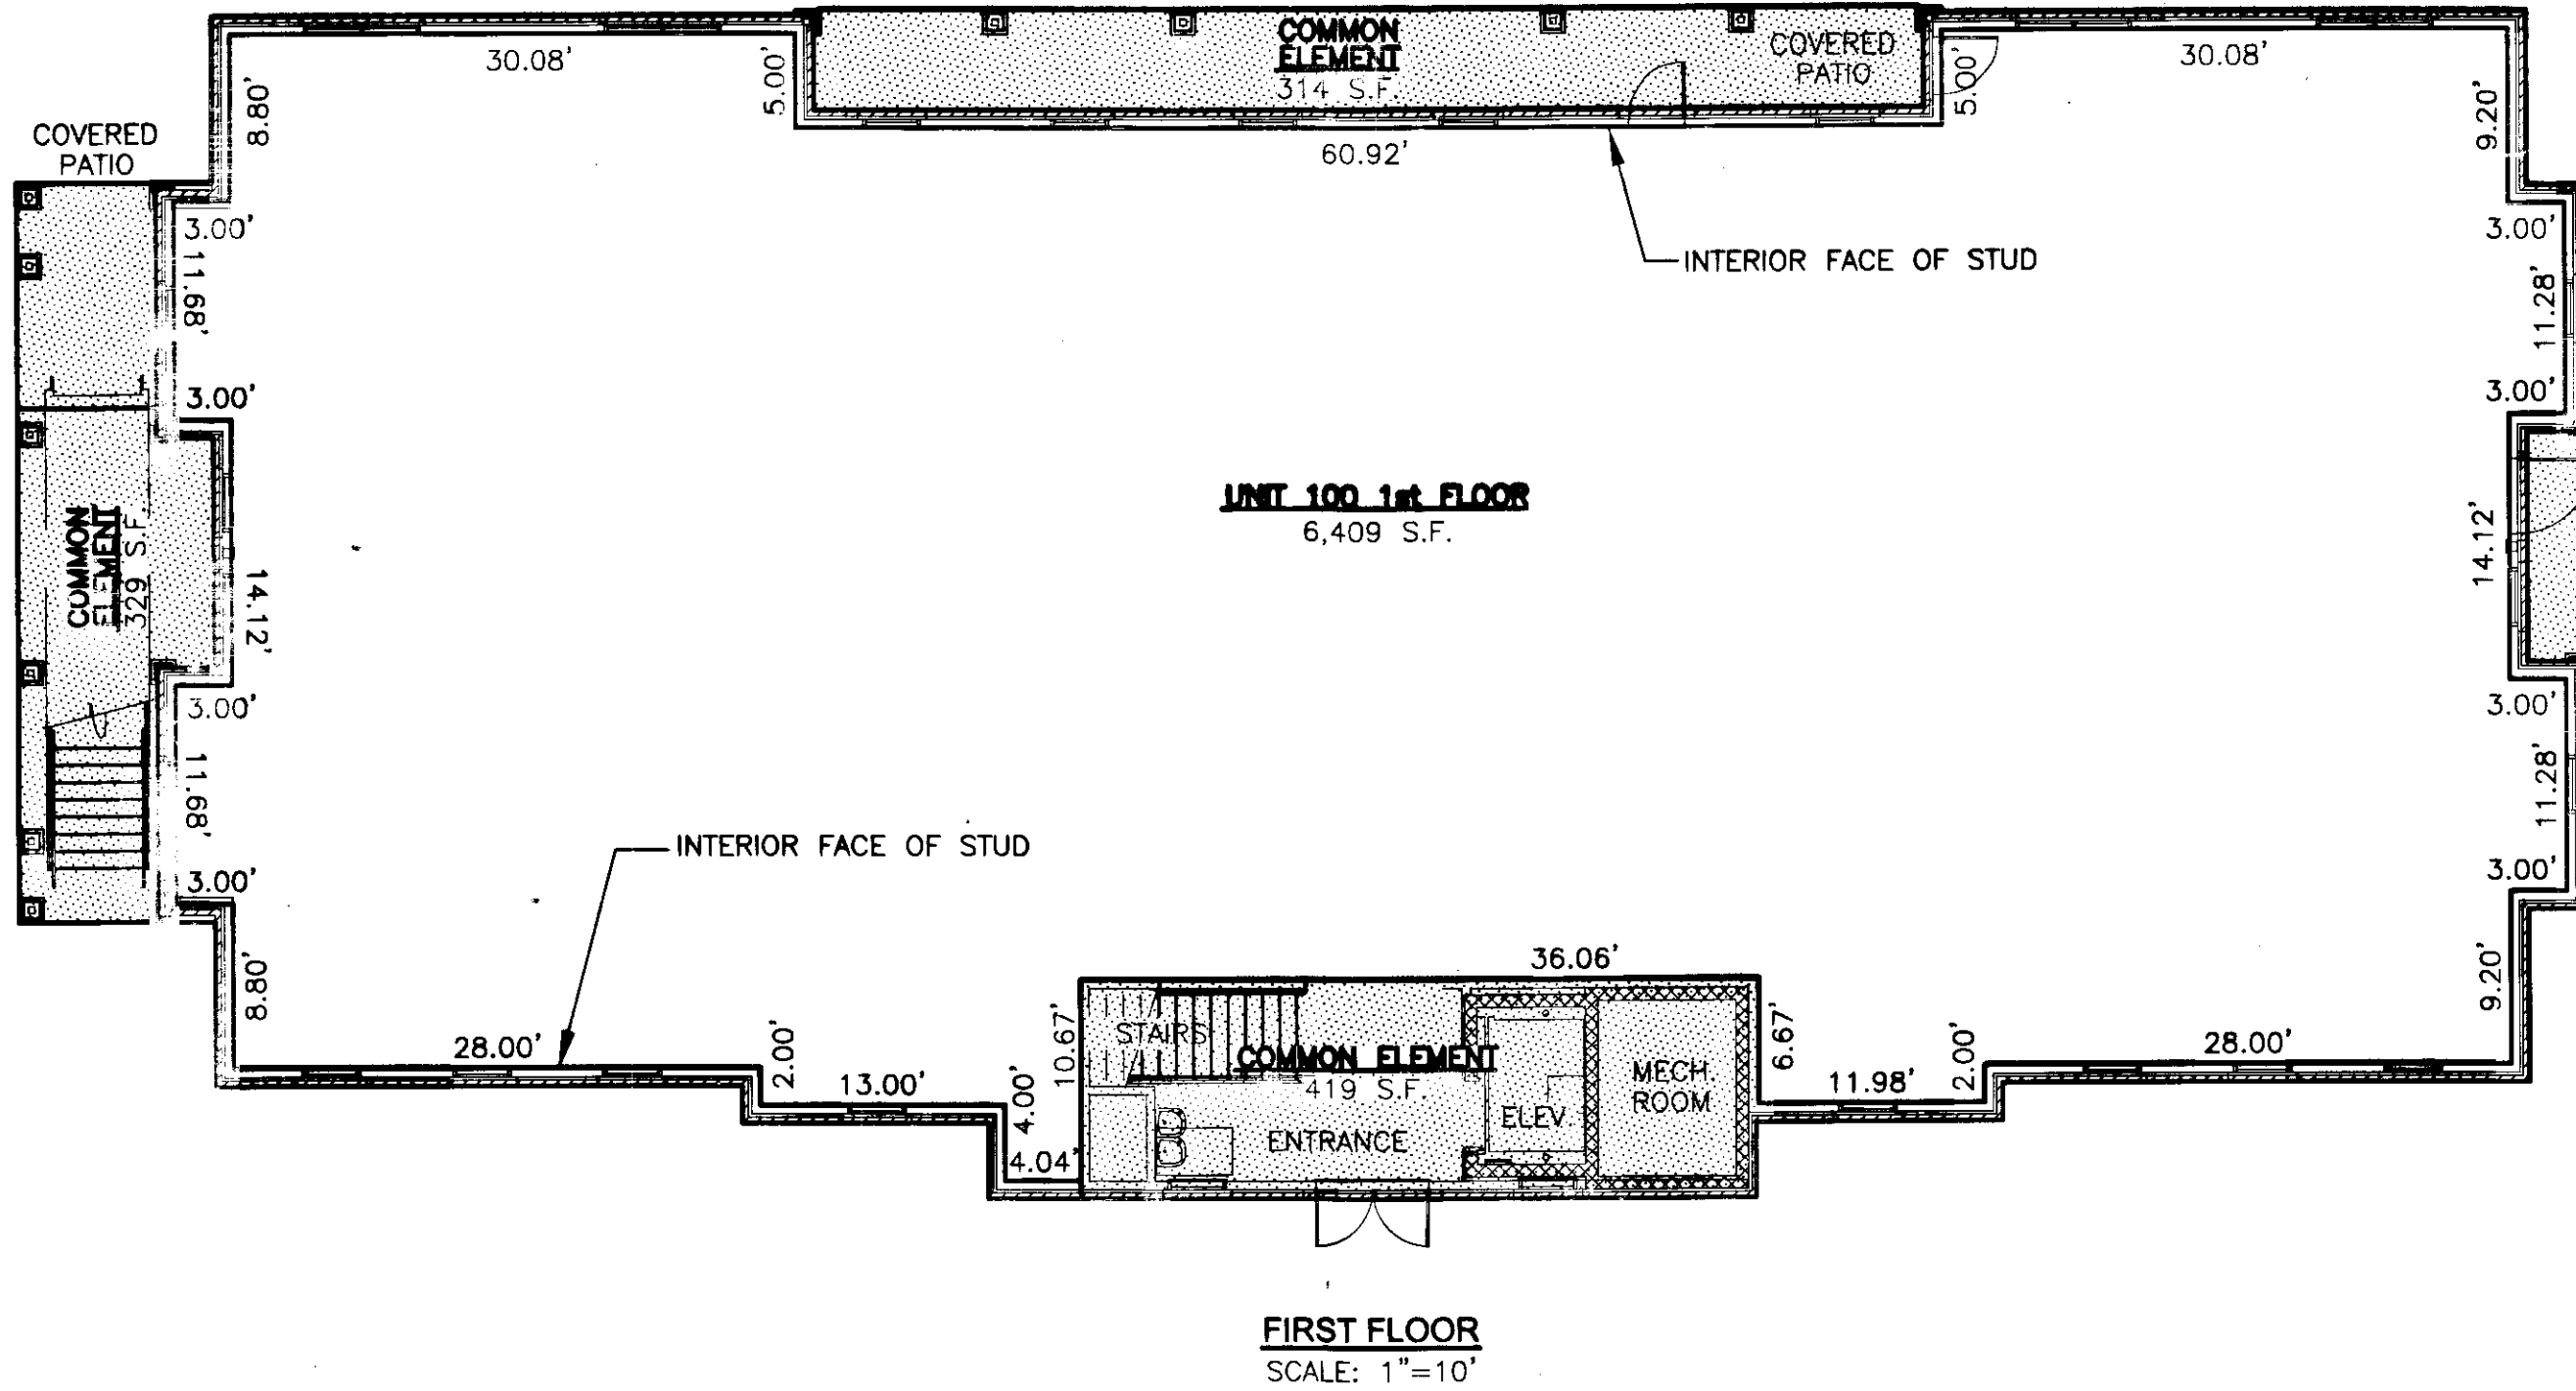 COMMON
ELEMENT
314 S.F.
COVERED
PATIO
30.08'
30.08'
5.00'
5.00'
8.80'
9.20'
COVERED
PATIO
60.92'
3.00'
3.00'
11.68'
11.28'
INTERIOR FACE OF STUD
3.00'
3.00'
UNIT 100 1st FLOOR
6,409 S.F.
COMMON
ELEMENT
329 S.F.
14.12'
14.12'
3.00'
3.00'
11.68'
11.28'
INTERIOR FACE OF STUD
3.00'
3.00'
8.80'
9.20'
36.06'
28.00'
2.00'
13.00'
4.00'
4.04'
10.67'
STAIRS
COMMON ELEMENT
419 S.F.
ENTRANCE
ELEV.
MECH.
ROOM
6.67'
11.98'
2.00'
28.00'
FIRST FLOOR
SCALE: 1"=10'